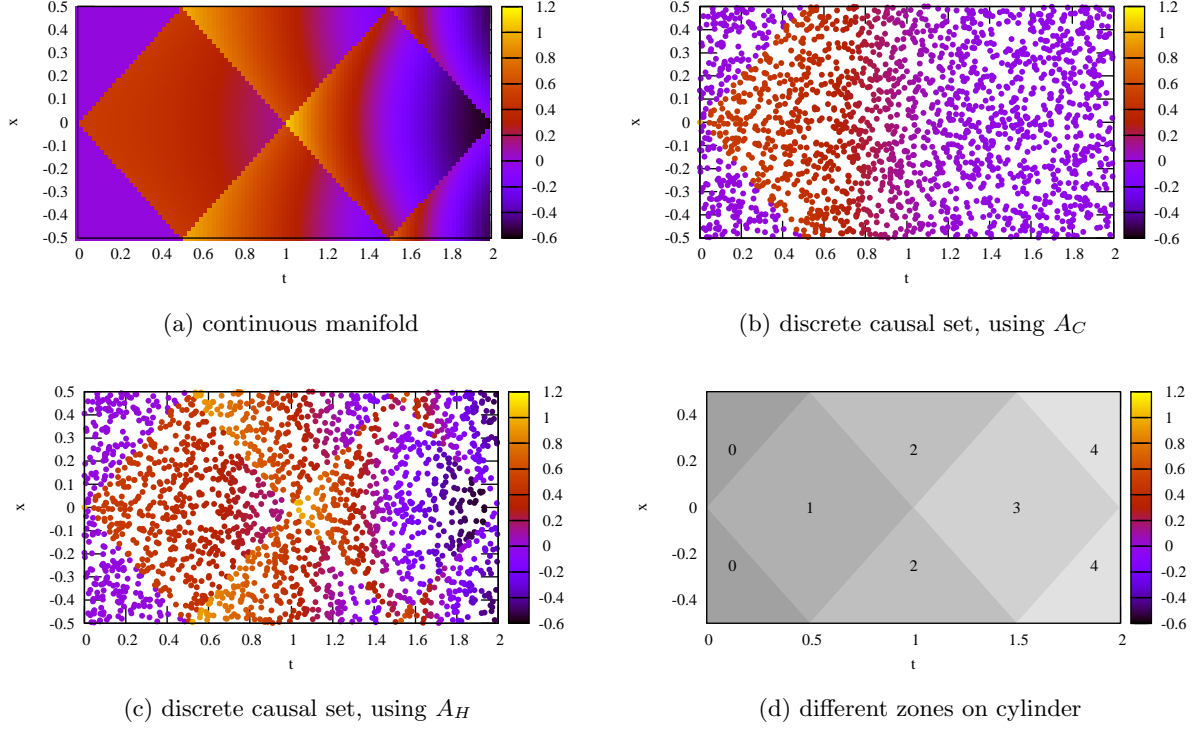 0.5 0.4 0.3 0.2 0.1 0 -0.1 -0.2 -0.3 -0.4 -0.5
x
0 0.2 0.4 0.6 0.8 1 1.2 1.4 1.6 1.8 2
t
1.2 1 0.8 0.6 0.4 0.2 0 -0.2 -0.4 -0.6
(a) continuous manifold
0.5 0.4 0.3 0.2 0.1 0 -0.1 -0.2 -0.3 -0.4 -0.5
x
0 0.2 0.4 0.6 0.8 1 1.2 1.4 1.6 1.8 2
t
1.2 1 0.8 0.6 0.4 0.2 0 -0.2 -0.4 -0.6
(b) discrete causal set, using A_C
0.5 0.4 0.3 0.2 0.1 0 -0.1 -0.2 -0.3 -0.4 -0.5
x
0 0.2 0.4 0.6 0.8 1 1.2 1.4 1.6 1.8 2
t
1.2 1 0.8 0.6 0.4 0.2 0 -0.2 -0.4 -0.6
(c) discrete causal set, using A_H
0.4 0.2 0 -0.2 -0.4
x
0 2 4
1 3
0 2 4
0 0.5 1 1.5 2
t
1.2 1 0.8 0.6 0.4 0.2 0 -0.2 -0.4 -0.6
(d) different zones on cylinder